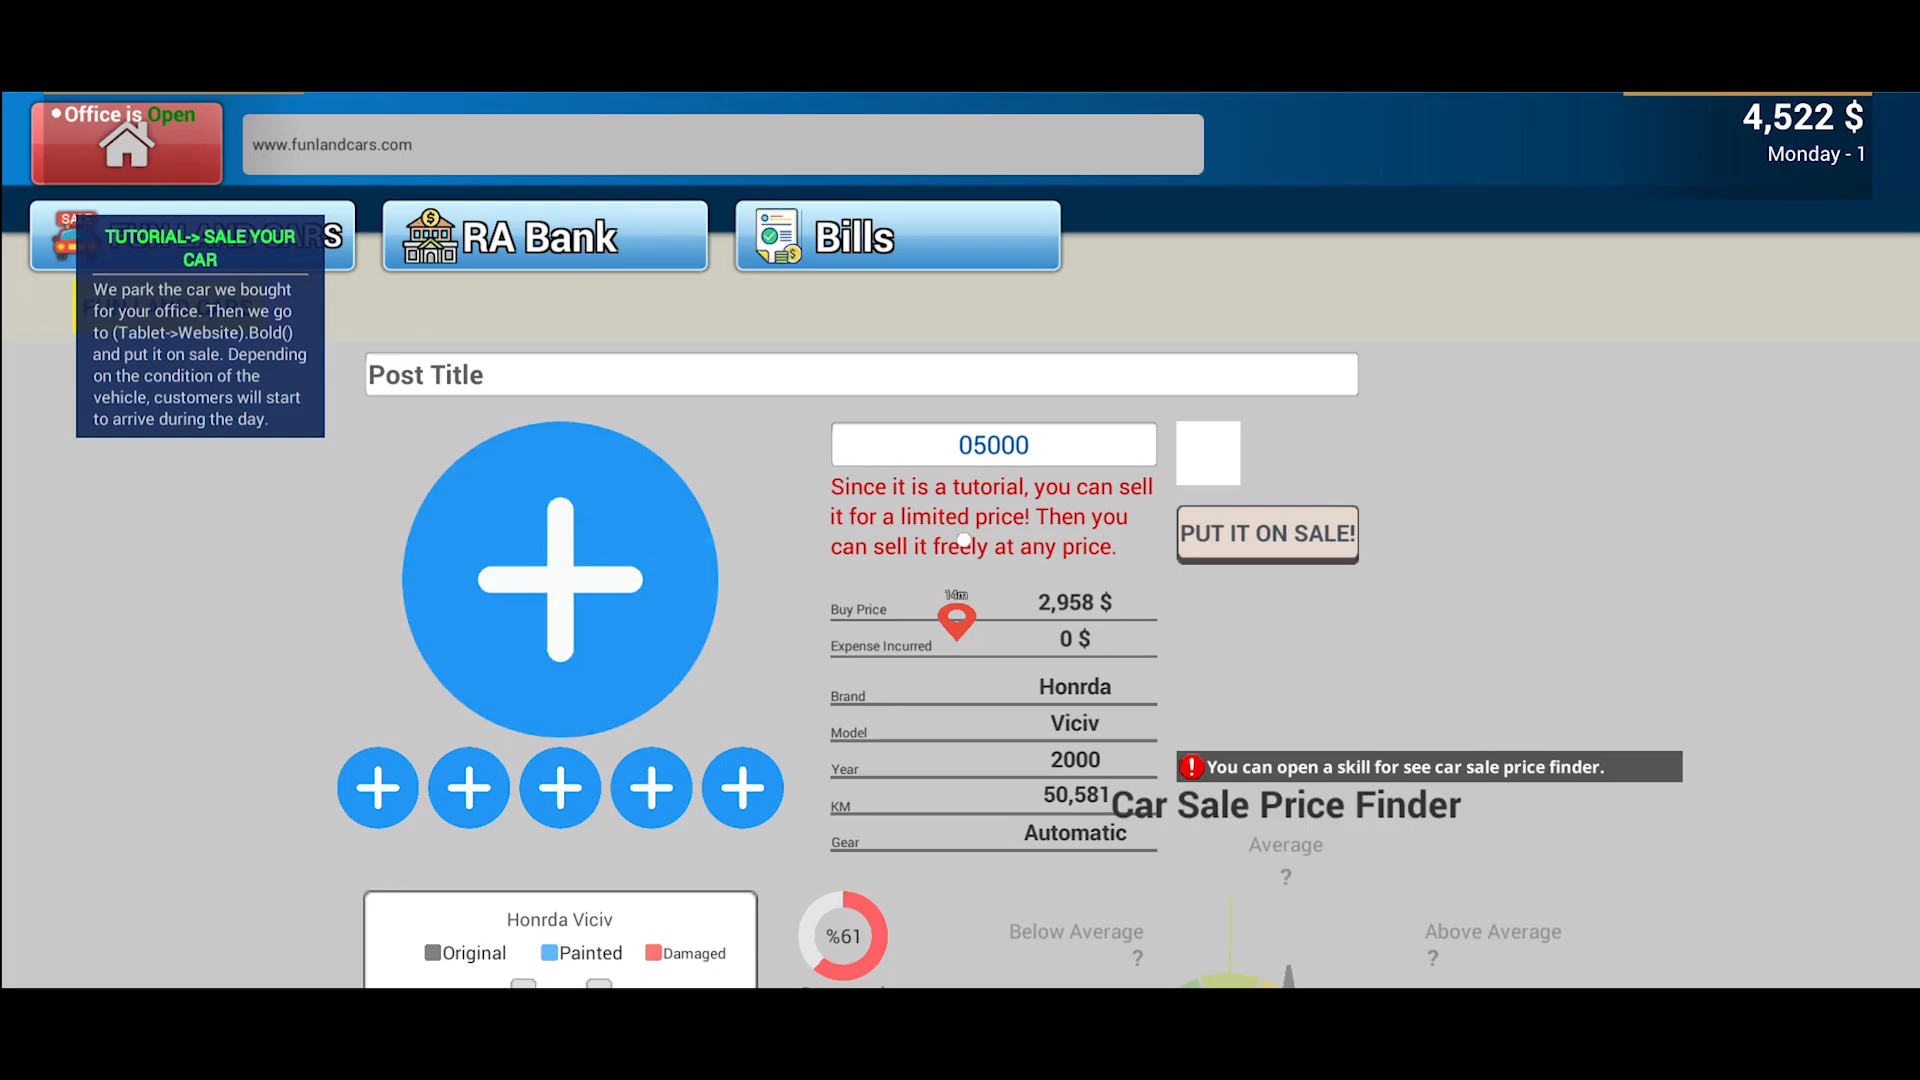 Office is Open
www.funlandcars.com
4,522 $
Monday - 1
RA Bank
Bills
TUTORIAL-> SALE YOUR
CAR
We park the car we bought
for your office. Then we go
to (Tablet->Website).Bold()
and put it on sale. Depending
on the condition of the
vehicle, customers will start
to arrive during the day.
Post Title
05000
Since it is a tutorial, you can sell
it for a limited price! Then you
can sell it freely at any price.
PUT IT ON SALE!
14m
Buy Price 2,958 $
Expense Incurred 0 $
Brand Honrda
Model Viciv
Year 2000
KM 50,581
Gear Automatic
You can open a skill for see car sale price finder.
Car Sale Price Finder
Average
?
Below Average
?
Above Average
?
Honrda Viciv
Original Painted Damaged
%61